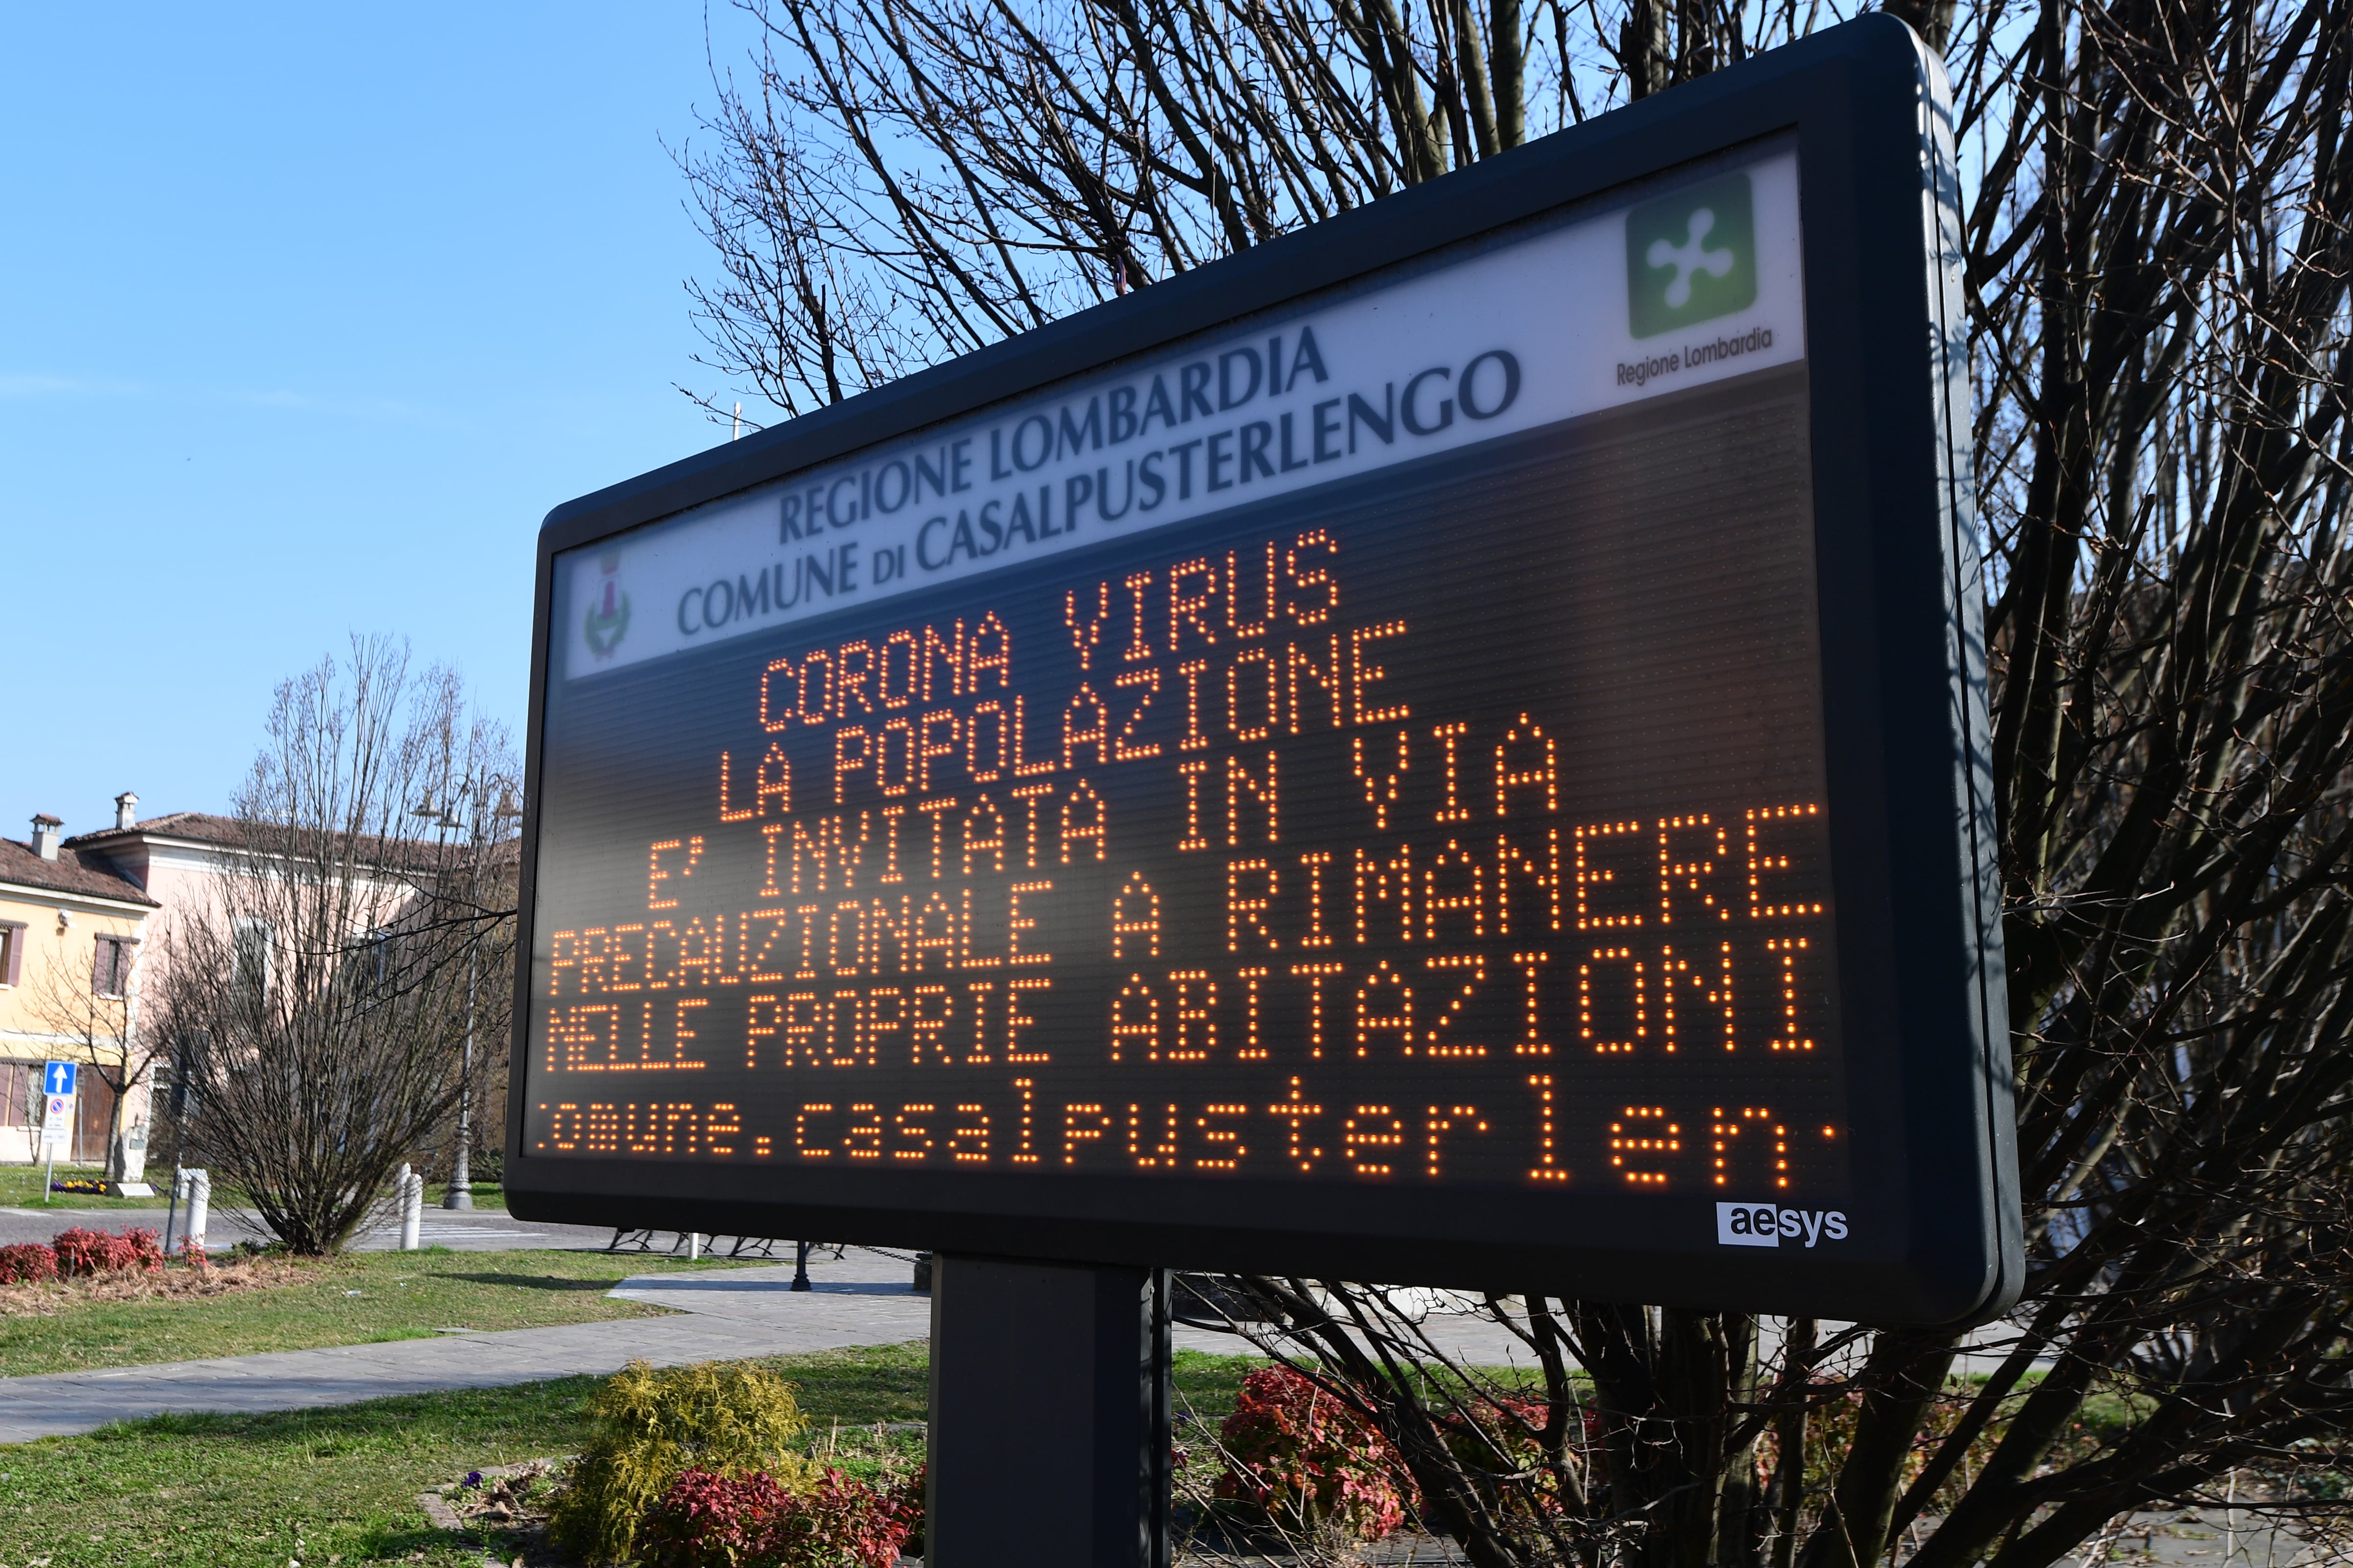 REGIONE LOMBARDIA
COMUNE DI CASALPUSTERLENGO
Regione Lombardia
CORONA VIRUS
LA POPOLAZIONE
E' INVITATA IN VIA
PRECAUZIONALE A RIMANERE
NELLE PROPRIE ABITAZIONI
omune.casalpusterlen
aesys